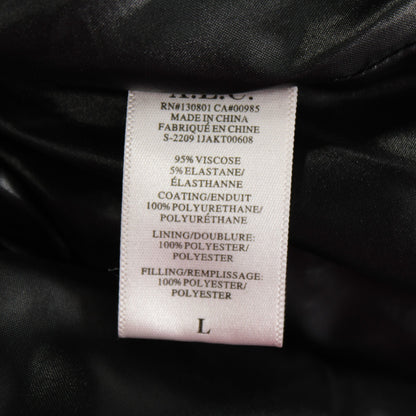 A.L.C.
RN#130801 CA#00985
MADE IN CHINA
FABRIQUÉ EN CHINE
S-2209 1JAKT00608
95% VISCOSE
5% ELASTANE/
ÉLASTHANNE
COATING/ENDUIT
100% POLYURETHANE/
POLYURÉTHANE
LINING/DOUBLURE:
100% POLYESTER/
POLYESTER
FILLING/REMPLISSAGE:
100% POLYESTER/
POLYESTER
L